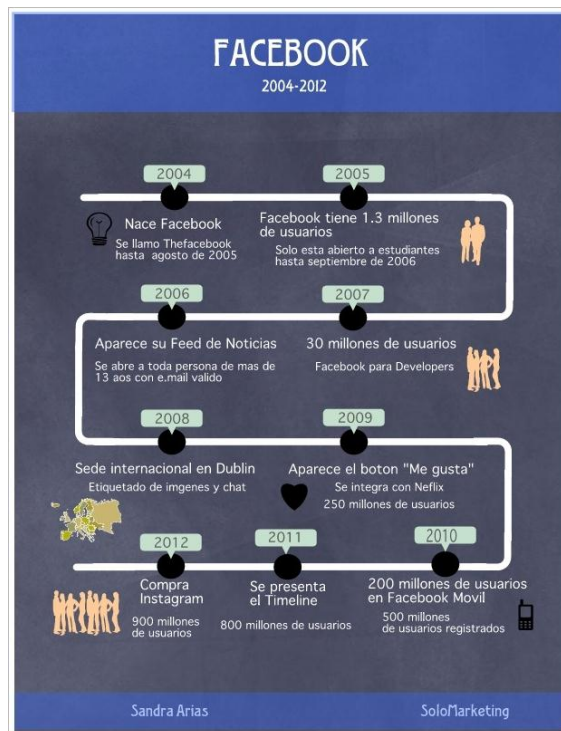 FACEBOOK
2004-2012
2004
Nace Facebook
Se llamo Thefacebook
hasta agosto de 2005
2005
Facebook tiene 1.3 millones
de usuarios
Solo esta abierto a estudiantes
hasta septiembre de 2006
2006
Aparece su Feed de Noticias
Se abre a toda persona de mas de
13 aos con e.mail valido
2007
30 millones de usuarios
Facebook para Developers
2008
Sede internacional en Dublin
Etiquetado de imgenes y chat
2009
Aparece el boton "Me gusta"
Se integra con Neflix
250 millones de usuarios
2010
200 millones de usuarios
en Facebook Movil
500 millones
de usuarios registrados
2011
Se presenta
el Timeline
800 millones de usuarios
2012
Compra
Instagram
900 millones
de usuarios
Sandra Arias
SoloMarketing